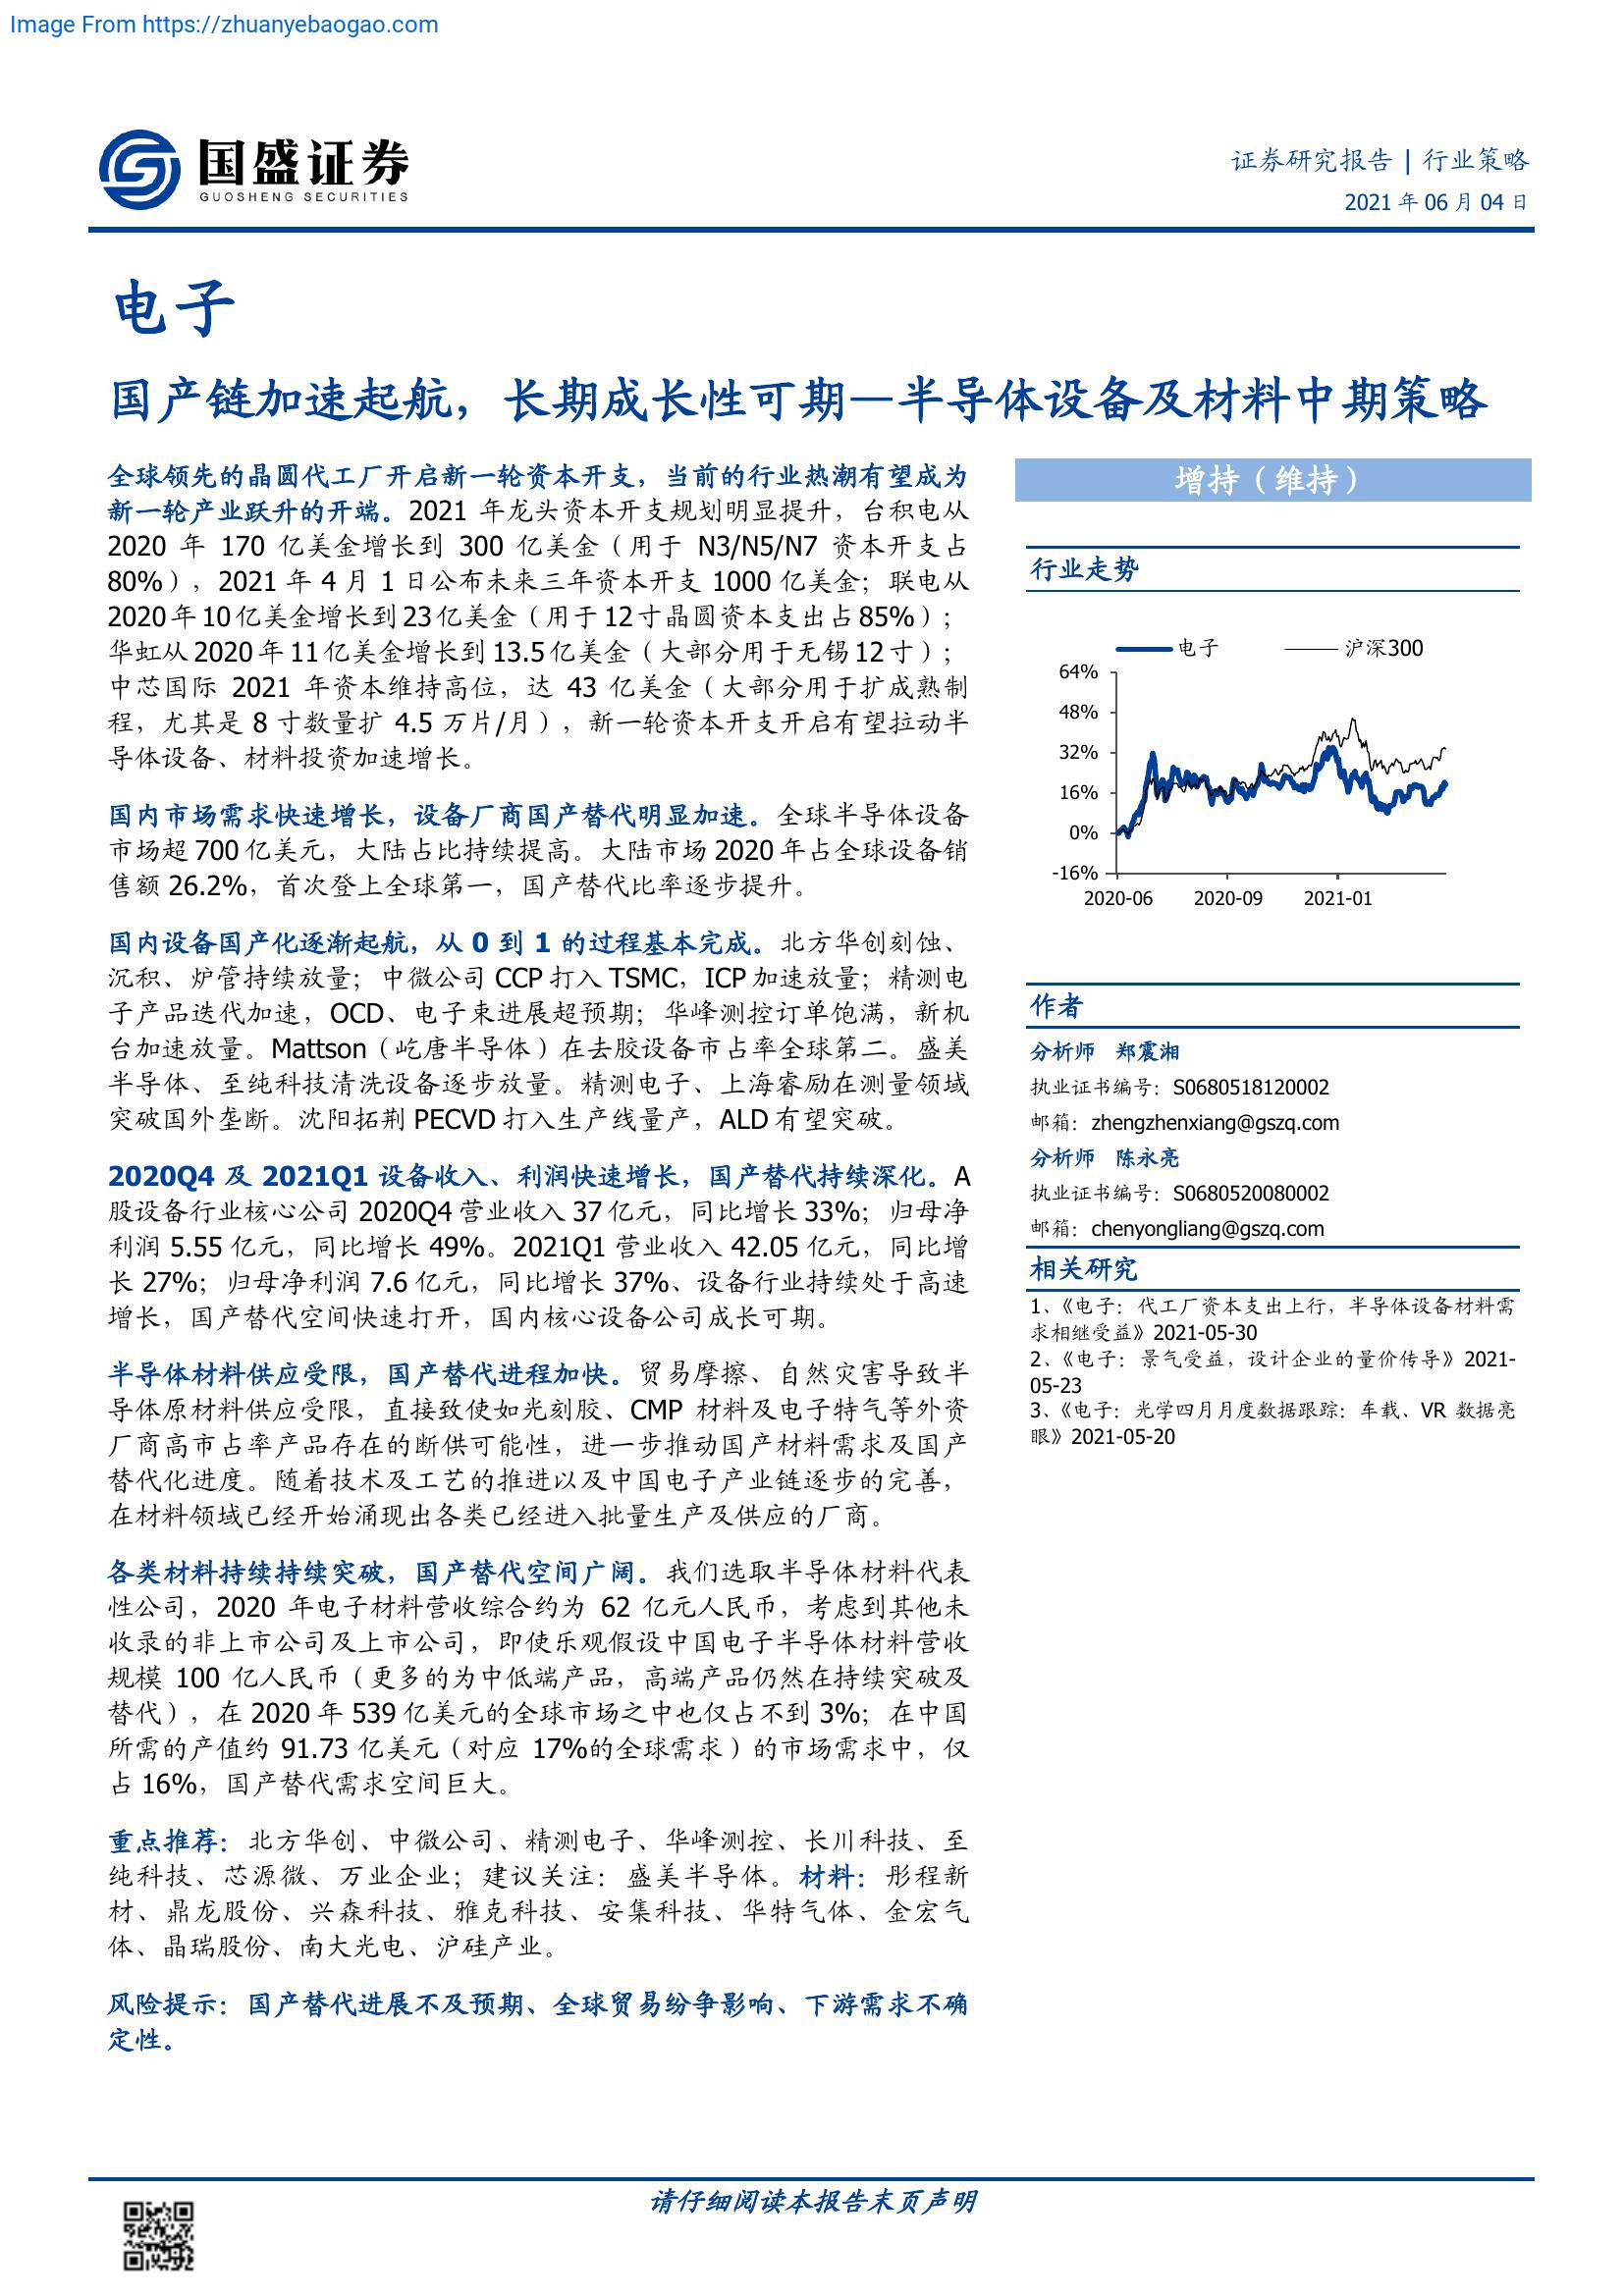 Image From https://zhuanyebaogao.com
国盛证券
GUOSHENG SECURITIES
证券研究报告 | 行业策略
2021 年 06 月 04 日
电子
国产链加速起航，长期成长性可期—半导体设备及材料中期策略
全球领先的晶圆代工厂开启新一轮资本开支，当前的行业热潮有望成为
新一轮产业跃升的开端。2021 年龙头资本开支规划明显提升，台积电从
2020 年 170 亿美金增长到 300 亿美金（用于 N3/N5/N7 资本开支占
80%），2021 年 4 月 1 日公布未来三年资本开支 1000 亿美金；联电从
2020 年 10 亿美金增长到 23 亿美金（用于 12 寸晶圆资本支出占 85%）；
华虹从 2020 年 11 亿美金增长到 13.5 亿美金（大部分用于无锡 12 寸）；
中芯国际 2021 年资本维持高位，达 43 亿美金（大部分用于扩成熟制
程，尤其是 8 寸数量扩 4.5 万片/月），新一轮资本开支开启有望拉动半
导体设备、材料投资加速增长。
国内市场需求快速增长，设备厂商国产替代明显加速。全球半导体设备
市场超 700 亿美元，大陆占比持续提高。大陆市场 2020 年占全球设备销
售额 26.2%，首次登上全球第一，国产替代比率逐步提升。
国内设备国产化逐渐起航，从 0 到 1 的过程基本完成。北方华创刻蚀、
沉积、炉管持续放量；中微公司 CCP 打入 TSMC，ICP 加速放量；精测电
子产品迭代加速，OCD、电子束进展超预期；华峰测控订单饱满，新机
台加速放量。Mattson（屹唐半导体）在去胶设备市占率全球第二。盛美
半导体、至纯科技清洗设备逐步放量。精测电子、上海睿励在测量领域
突破国外垄断。沈阳拓荆 PECVD 打入生产线量产，ALD 有望突破。
2020Q4 及 2021Q1 设备收入、利润快速增长，国产替代持续深化。A
股设备行业核心公司 2020Q4 营业收入 37 亿元，同比增长 33%；归母净
利润 5.55 亿元，同比增长 49%。2021Q1 营业收入 42.05 亿元，同比增
长 27%；归母净利润 7.6 亿元，同比增长 37%、设备行业持续处于高速
增长，国产替代空间快速打开，国内核心设备公司成长可期。
半导体材料供应受限，国产替代进程加快。贸易摩擦、自然灾害导致半
导体原材料供应受限，直接致使如光刻胶、CMP 材料及电子特气等外资
厂商高市占率产品存在的断供可能性，进一步推动国产材料需求及国产
替代化进度。随着技术及工艺的推进以及中国电子产业链逐步的完善，
在材料领域已经开始涌现出各类已经进入批量生产及供应的厂商。
各类材料持续持续突破，国产替代空间广阔。我们选取半导体材料代表
性公司，2020 年电子材料营收综合约为 62 亿元人民币，考虑到其他未
收录的非上市公司及上市公司，即使乐观假设中国电子半导体材料营收
规模 100 亿人民币（更多的为中低端产品，高端产品仍然在持续突破及
替代），在 2020 年 539 亿美元的全球市场之中也仅占不到 3%；在中国
所需的产值约 91.73 亿美元（对应 17%的全球需求）的市场需求中，仅
占 16%，国产替代需求空间巨大。
重点推荐：北方华创、中微公司、精测电子、华峰测控、长川科技、至
纯科技、芯源微、万业企业；建议关注：盛美半导体。材料：彤程新
材、鼎龙股份、兴森科技、雅克科技、安集科技、华特气体、金宏气
体、晶瑞股份、南大光电、沪硅产业。
风险提示：国产替代进展不及预期、全球贸易纷争影响、下游需求不确
定性。
增持（维持）
行业走势
电子 沪深300
64%
48%
32%
16%
0%
-16%
2020-06 2020-09 2021-01
作者
分析师 郑震湘
执业证书编号：S0680518120002
邮箱：zhengzhenxiang@gszq.com
分析师 陈永亮
执业证书编号：S0680520080002
邮箱：chenyongliang@gszq.com
相关研究
1、《电子：代工厂资本支出上行，半导体设备材料需
求相继受益》2021-05-30
2、《电子：景气受益，设计企业的量价传导》2021-
05-23
3、《电子：光学四月月度数据跟踪：车载、VR 数据亮
眼》2021-05-20
请仔细阅读本报告末页声明